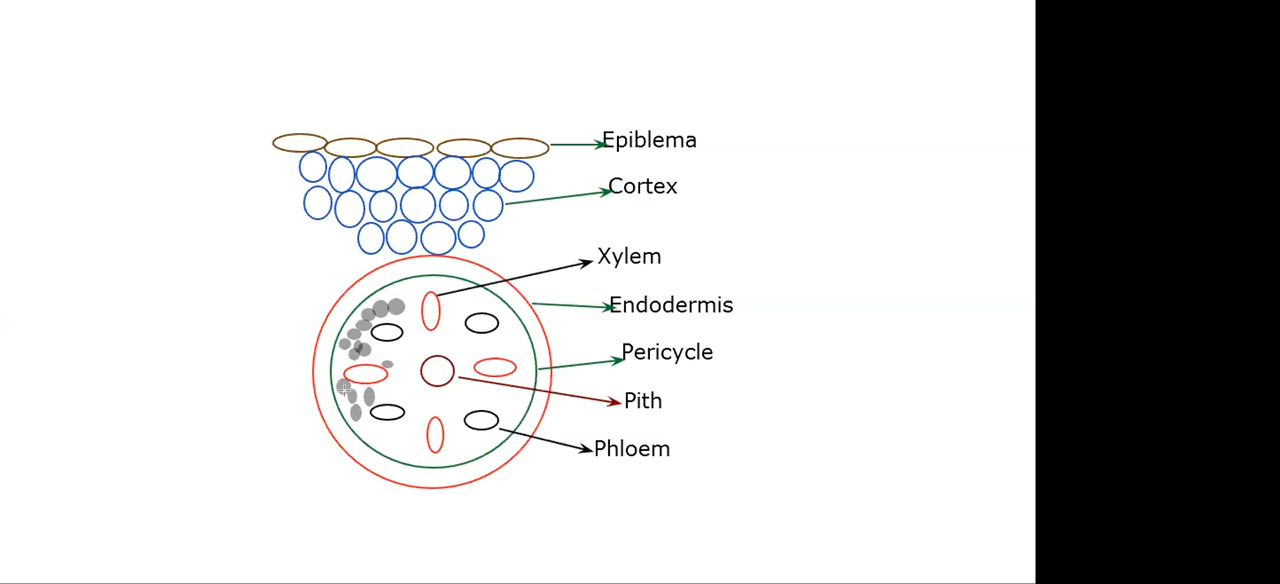 Epiblema
Cortex
Xylem
Endodermis
Pericycle
Pith
Phloem